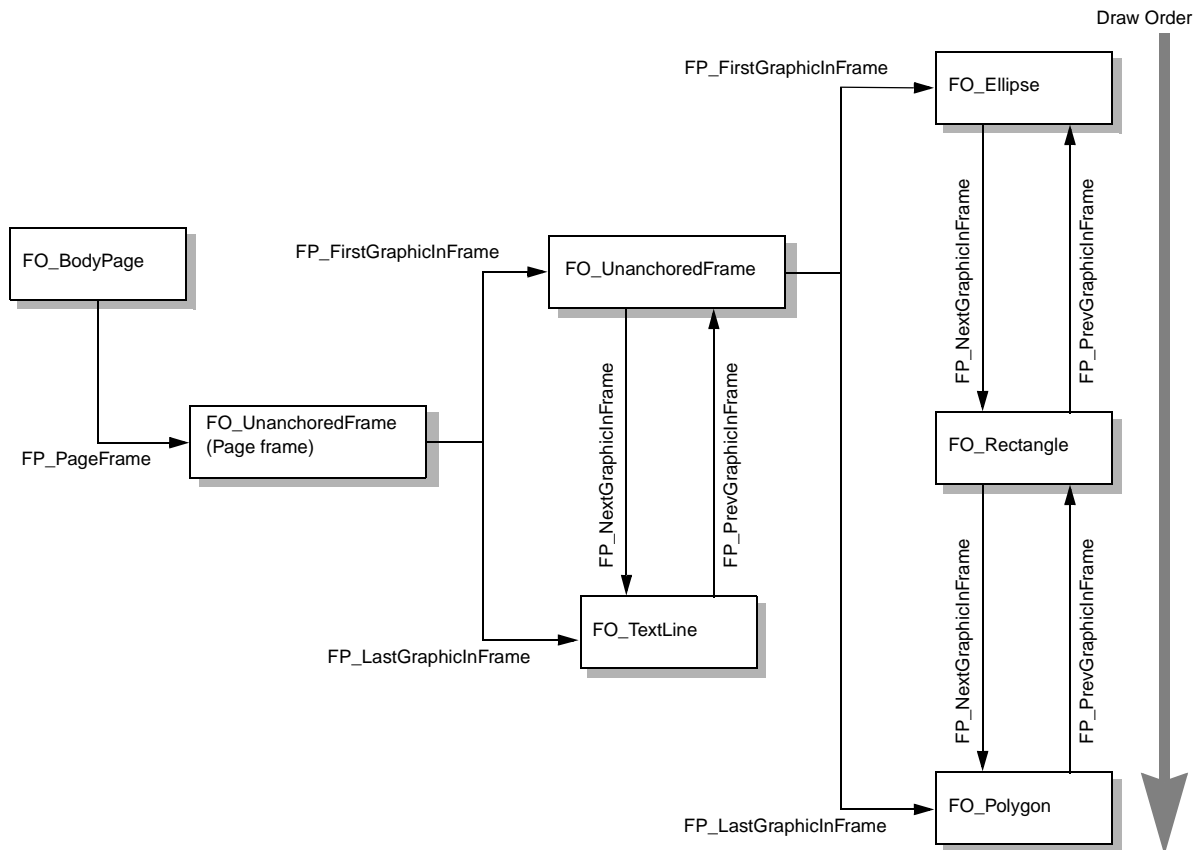 Draw Order
FP_FirstGraphicInFrame
FO_Ellipse
FP_NextGraphicInFrame
FP_PrevGraphicInFrame
FO_BodyPage
FP_FirstGraphicInFrame
FO_UnanchoredFrame
FP_PageFrame
FO_UnanchoredFrame
(Page frame)
FP_NextGraphicInFrame
FP_PrevGraphicInFrame
FO_Rectangle
FP_LastGraphicInFrame
FO_TextLine
FP_NextGraphicInFrame
FP_PrevGraphicInFrame
FP_LastGraphicInFrame
FO_Polygon